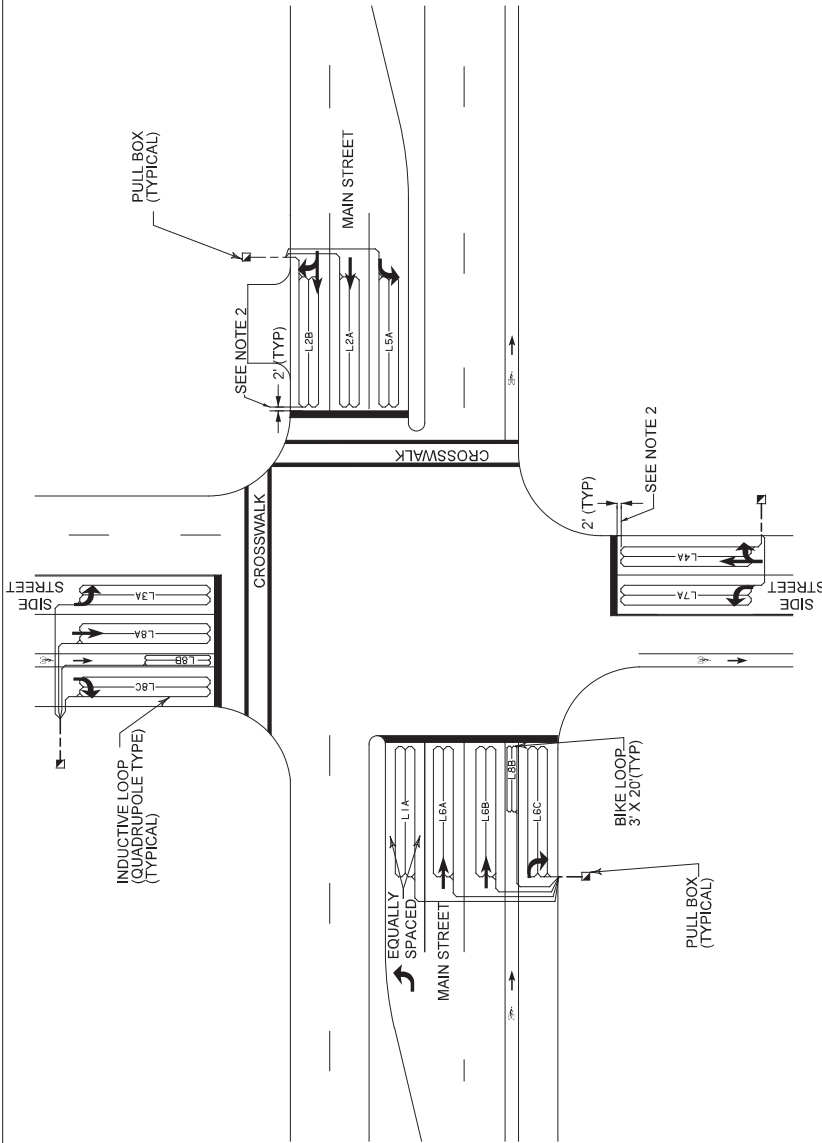 PULL BOX
(TYPICAL)
SEE NOTE 2
2' (TYP)
MAIN STREET
L2B
L2A
L5A
CROSSWALK
CROSSWALK
SIDE
STREET
L3A
L8A
L8B
L8C
INDUCTIVE LOOP
(QUADRUPOLE TYPE)
(TYPICAL)
2' (TYP)
SEE NOTE 2
L4A
L7A
SIDE
STREET
EQUALLY
SPACED
MAIN STREET
L1A
L6A
L6B
L8B
L6C
BIKE LOOP
3' X 20'(TYP)
PULL BOX
(TYPICAL)